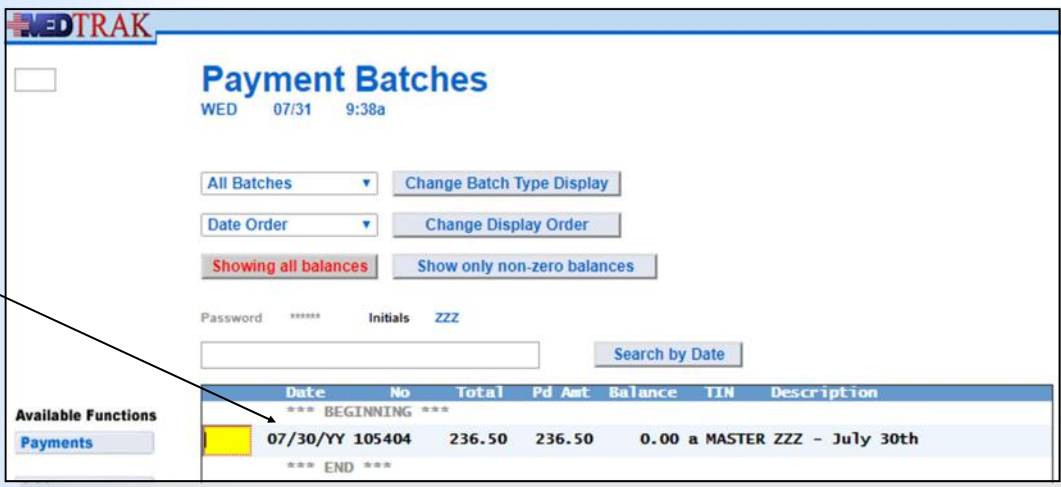 MEDTRAK
Payment Batches
WED 07/31 9:38a
All Batches ▼ Change Batch Type Display
Date Order ▼ Change Display Order
Showing all balances Show only non-zero balances
Password ****** Initials ZZZ
Search by Date
Date No Total Pd Amt Balance TIN Description
*** BEGINNING ***
Available Functions
Payments
07/30/YY 105404 236.50 236.50 0.00 a MASTER ZZZ - July 30th
*** END ***